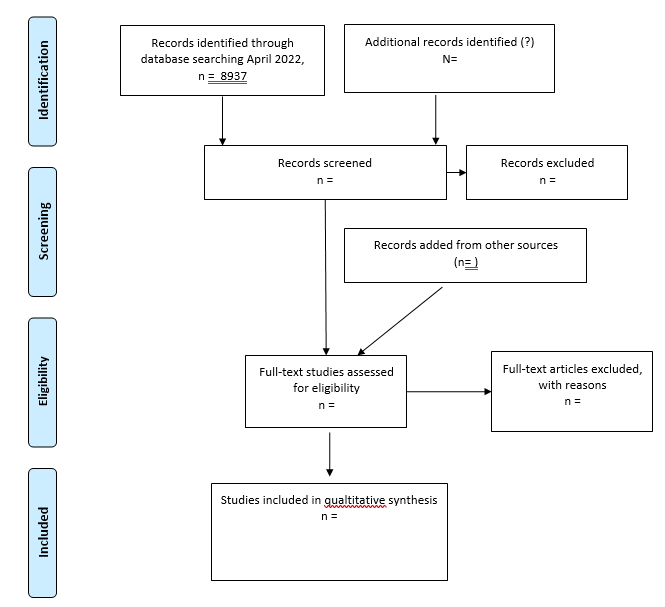 Identification
Records identified through
database searching April 2022,
n = 8937
Additional records identified (?)
N=
Records screened
n =
Records excluded
n =
Screening
Records added from other sources
(n= )
Eligibility
Full-text studies assessed
for eligibility
n =
Full-text articles excluded,
with reasons
n =
Included
Studies included in qualtitative synthesis
n =